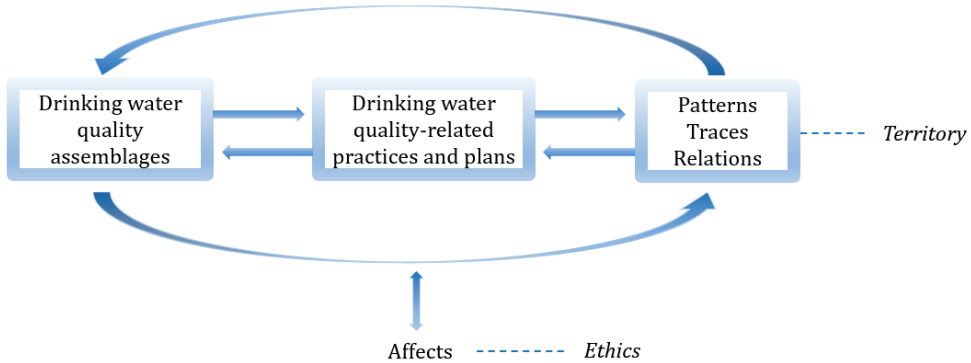 Drinking water
quality
assemblages
Drinking water
quality-related
practices and plans
Patterns
Traces
Relations
Territory
Affects
Ethics